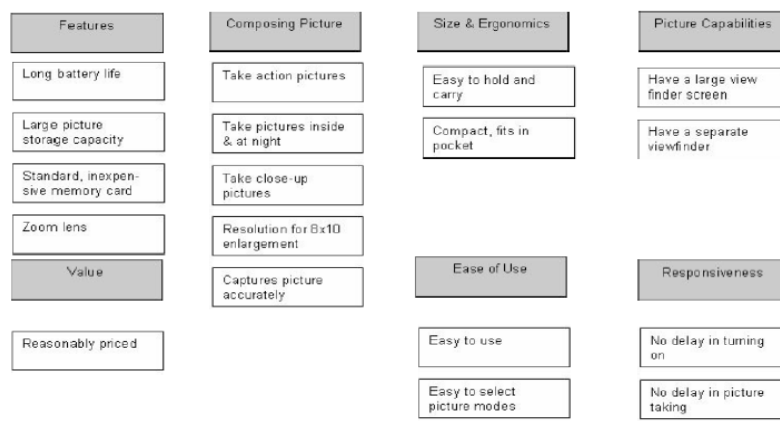 Features
Long battery life
Large picture
storage capacity
Standard, inexpen-
sive memory card
Zoom lens
Value
Reasonably priced
Composing Picture
Take action pictures
Take pictures inside
& at night
Take close-up
pictures
Resolution for 8x10
enlargement
Captures picture
accurately
Size & Ergonomics
Easy to hold and
carry
Compact, fits in
pocket
Ease of Use
Easy to use
Easy to select
picture modes
Picture Capabilities
Have a large view
finder screen
Have a separate
viewfinder
Responsiveness
No delay in turning
on
No delay in picture
taking